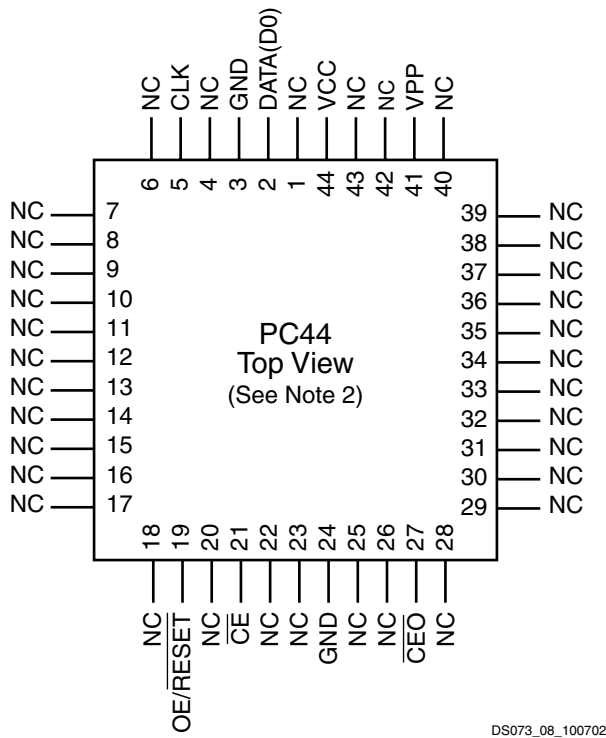 NC CLK NC GND DATA(D0) NC VCC NC NC VPP NC
6 5 4 3 2 1 44 43 42 41 40
NC 7 39 NC
NC 8 38 NC
NC 9 37 NC
NC 10 36 NC
NC 11 35 NC
NC 12 34 NC
NC 13 33 NC
NC 14 32 NC
NC 15 31 NC
NC 16 30 NC
NC 17 29 NC
PC44
Top View
(See Note 2)
18 19 20 21 22 23 24 25 26 27 28
NC OE/RESET NC CE NC NC GND NC NC CEO NC
DS073_08_100702